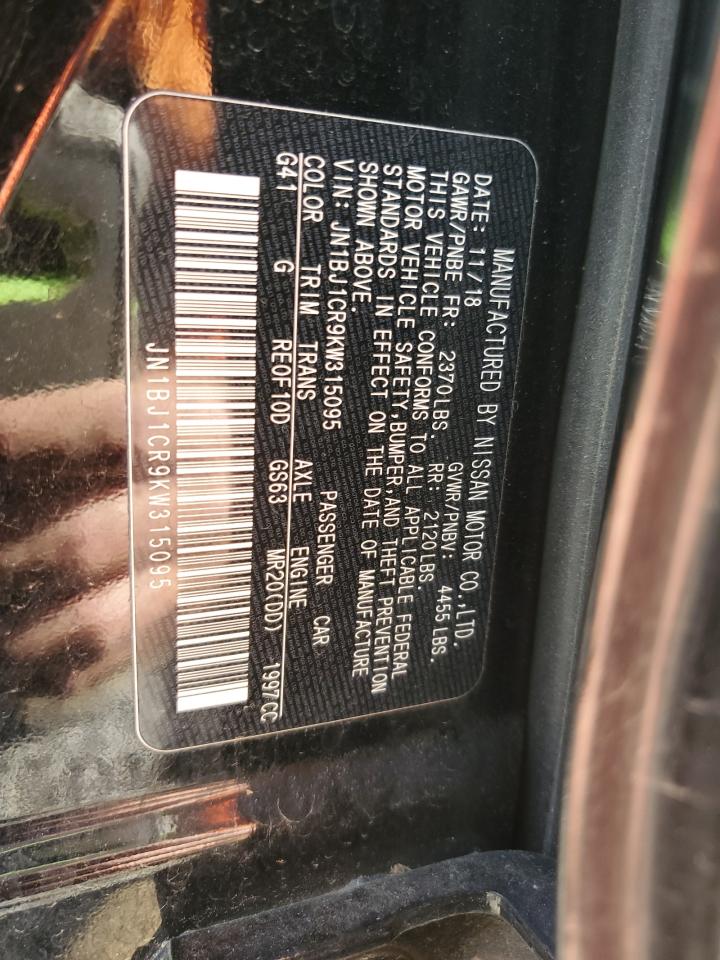 MANUFACTURED BY NISSAN MOTOR CO.,LTD.
DATE: 11/18 GVWR/PNBV: 4455LBS.
GAWR/PNBE FR: 2370LBS. RR: 2120LBS.
THIS VEHICLE CONFORMS TO ALL APPLICABLE FEDERAL
MOTOR VEHICLE SAFETY,BUMPER,AND THEFT PREVENTION
STANDARDS IN EFFECT ON THE DATE OF MANUFACTURE
SHOWN ABOVE.
VIN: JN1BJ1CR9KW315095 PASSENGER CAR
COLOR TRIM TRANS AXLE ENGINE
G41 G RE0F10D GS63 MR20(DD) 1997CC
JN1BJ1CR9KW315095